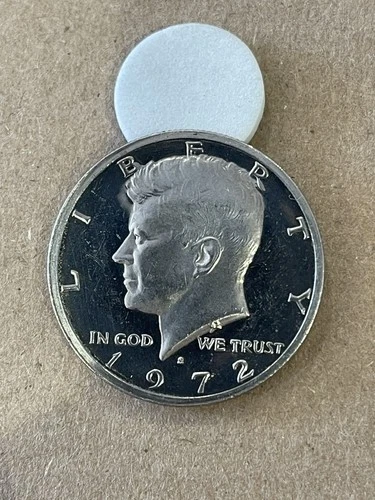 LIBERTY
IN GOD WE TRUST
S
1972